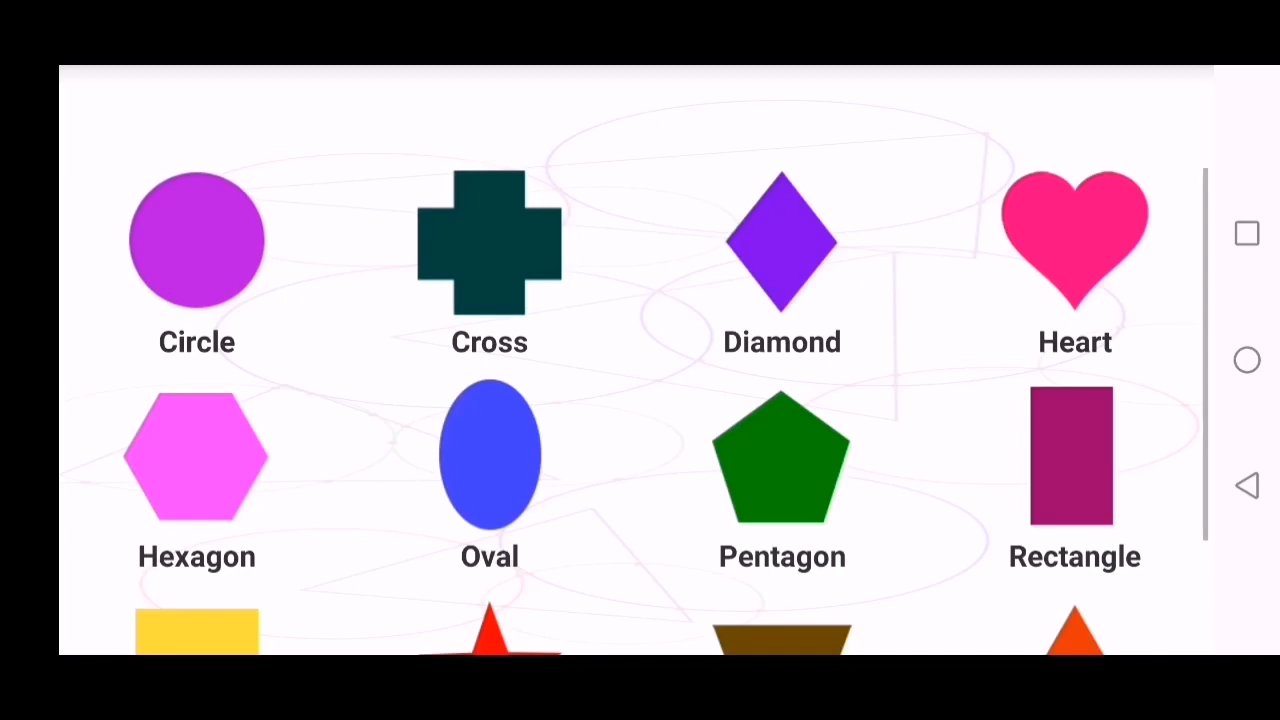 Circle
Cross
Diamond
Heart
Hexagon
Oval
Pentagon
Rectangle